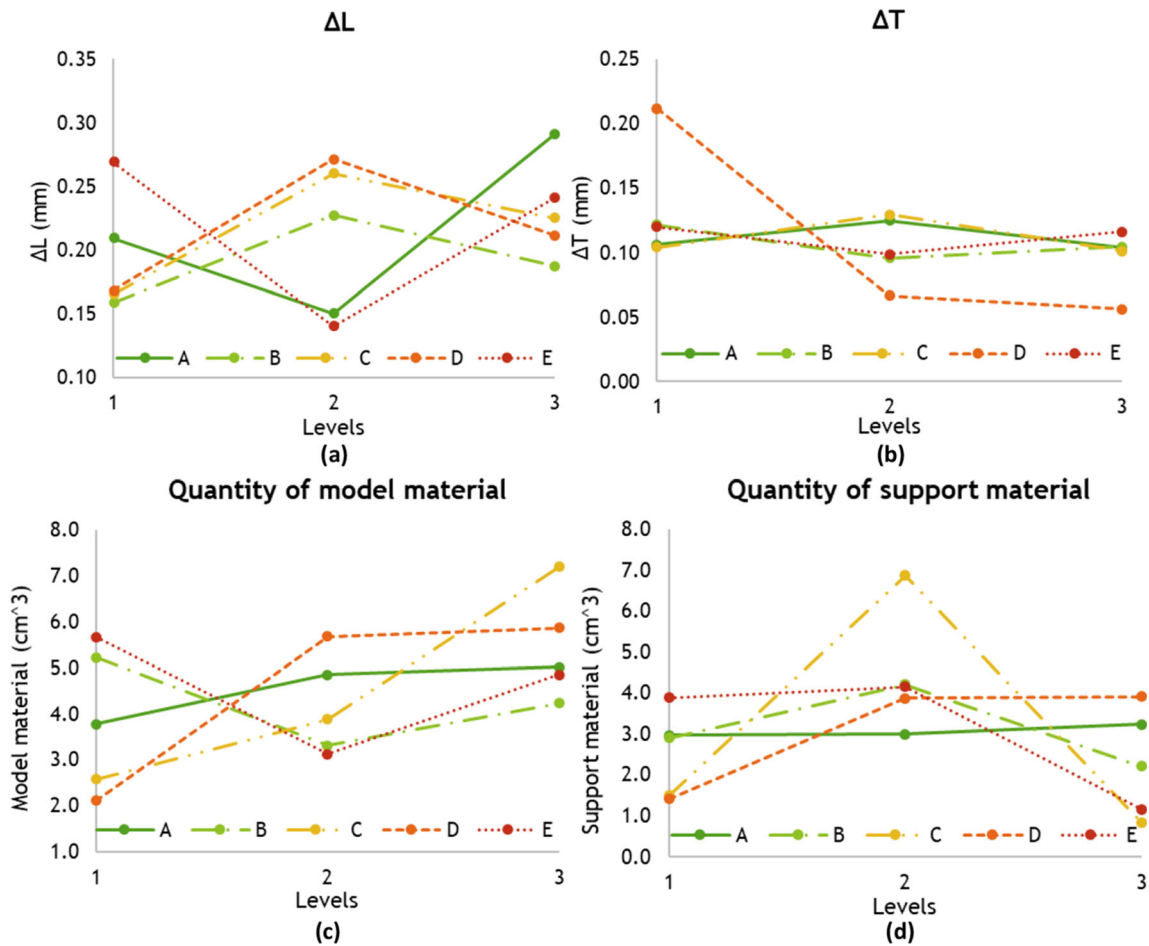 ΔL
0.35
0.30
0.25
0.20
0.15
0.10
ΔL (mm)
A B C D E
1 2 3
Levels
(a)
ΔT
0.25
0.20
0.15
0.10
0.05
0.00
ΔT (mm)
A B C D E
1 2 3
Levels
(b)
Quantity of model material
8.0
7.0
6.0
5.0
4.0
3.0
2.0
1.0
Model material (cm^3)
A B C D E
1 2 3
Levels
(c)
Quantity of support material
8.0
7.0
6.0
5.0
4.0
3.0
2.0
1.0
0.0
Support material (cm^3)
A B C D E
1 2 3
Levels
(d)